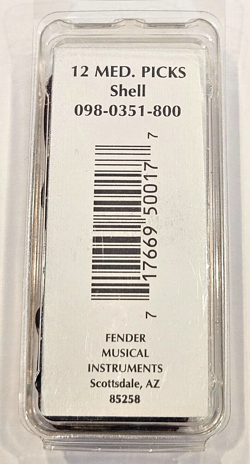 12 MED. PICKS
Shell
098-0351-800
7 17669 50017 7
FENDER
MUSICAL
INSTRUMENTS
Scottsdale, AZ
85258